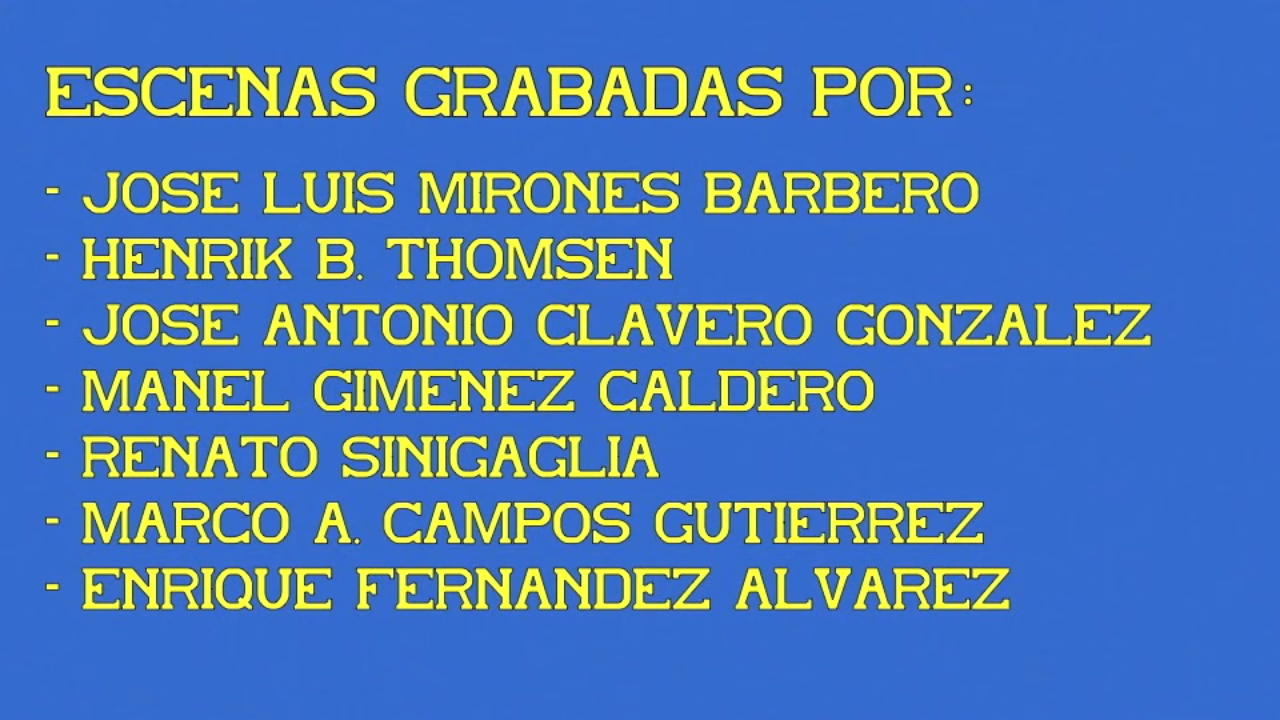 ESCENAS GRABADAS POR:
- JOSE LUIS MIRONES BARBERO
- HENRIK B. THOMSEN
- JOSE ANTONIO CLAVERO GONZALEZ
- MANEL GIMENEZ CALDERO
- RENATO SINIGAGLIA
- MARCO A. CAMPOS GUTIERREZ
- ENRIQUE FERNANDEZ ALVAREZ